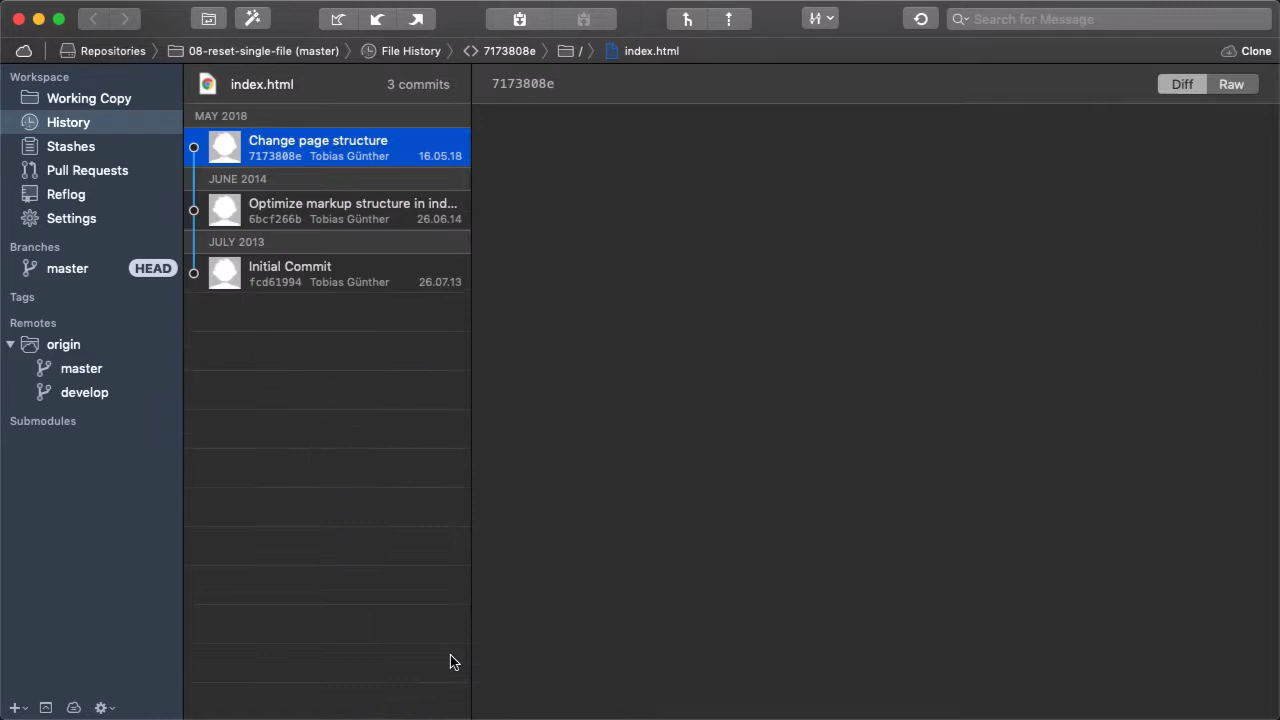 Search for Message
Repositories
08-reset-single-file (master)
File History
7173808e
/
index.html
Clone
Workspace
Working Copy
History
Stashes
Pull Requests
Reflog
Settings
Branches
master HEAD
Tags
Remotes
origin
master
develop
Submodules
index.html 3 commits
MAY 2018
Change page structure
7173808e Tobias Günther 16.05.18
JUNE 2014
Optimize markup structure in ind...
6bcf266b Tobias Günther 26.06.14
JULY 2013
Initial Commit
fcd61994 Tobias Günther 26.07.13
7173808e
Diff Raw